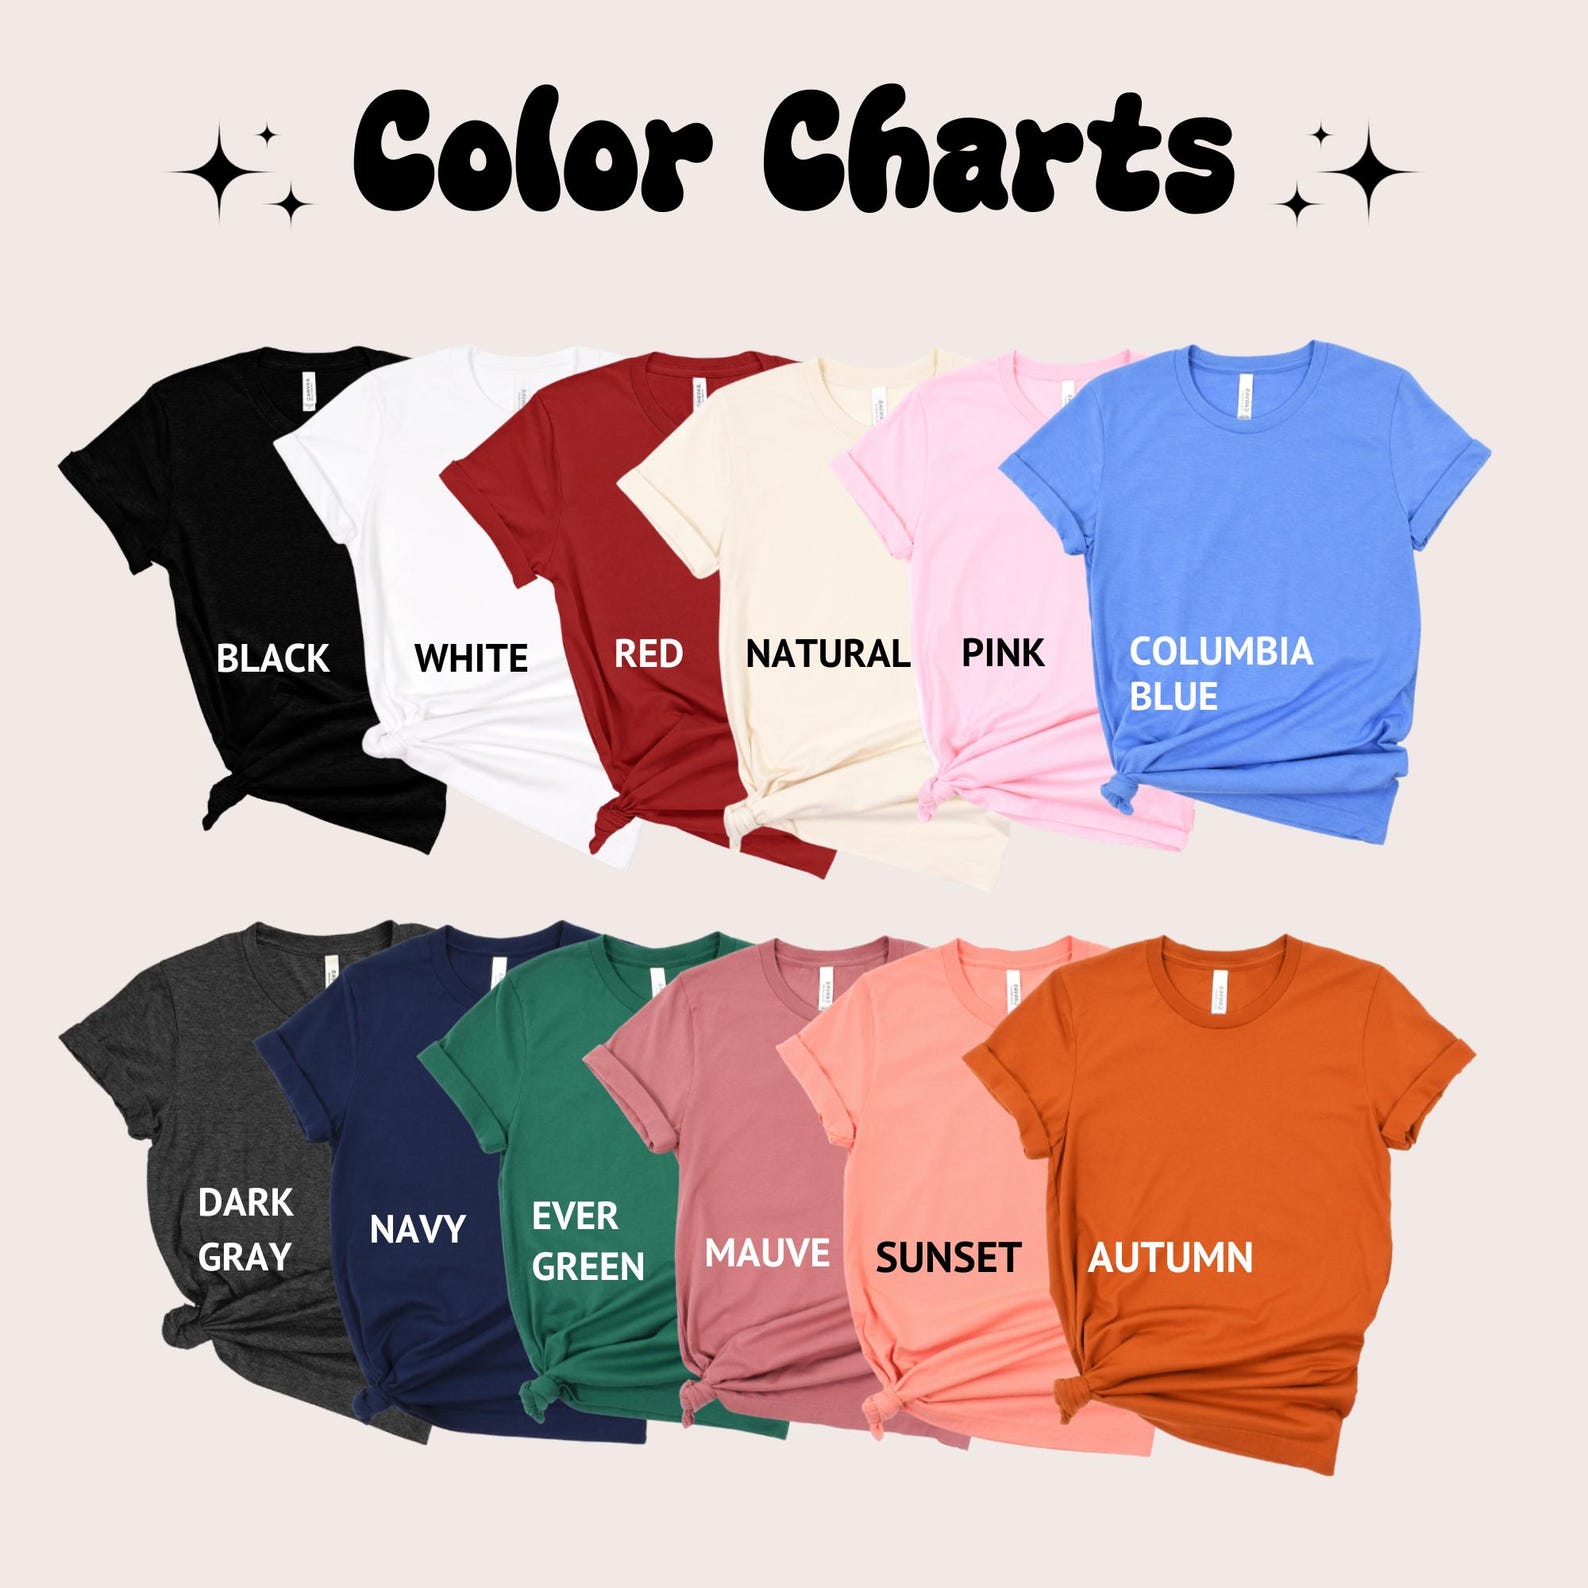 Color Charts
BLACK
WHITE
RED
NATURAL
PINK
COLUMBIA
BLUE
DARK
GRAY
NAVY
EVER
GREEN
MAUVE
SUNSET
AUTUMN